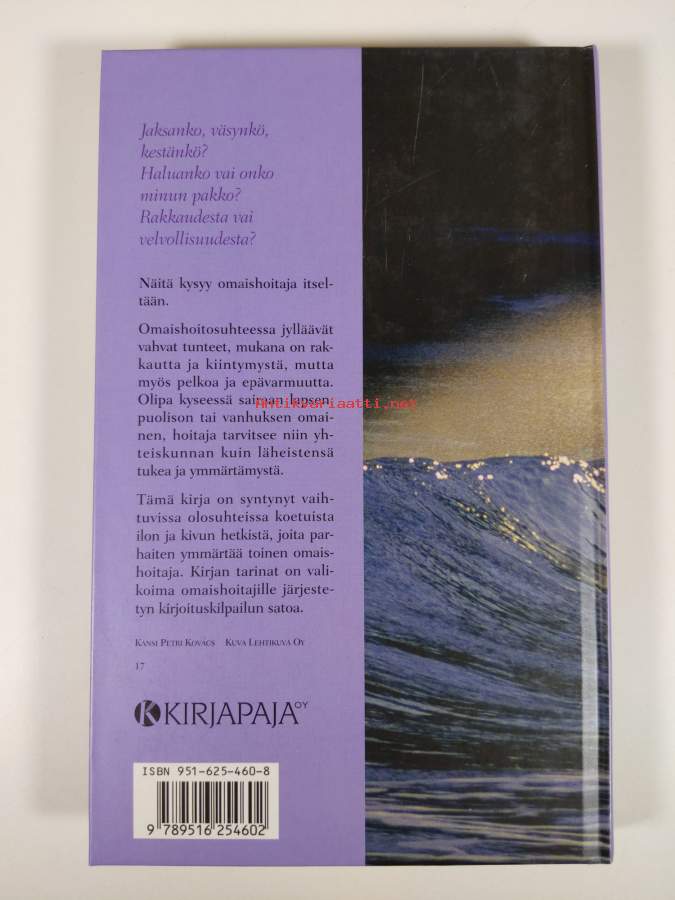 Jaksanko, väsynkö,
kestänkö?
Haluanko vai onko
minun pakko?
Rakkaudesta vai
velvollisuudesta?
Näitä kysyy omaishoitaja itsel-
tään.
Omaishoitosuhteessa jylläävät
vahvat tunteet, mukana on rak-
kautta ja kiintymystä, mutta
myös pelkoa ja epävarmuutta.
Olipa kyseessä sairaan lapsen,
Antikvariaatti.net
puolison tai vanhuksen omai-
nen, hoitaja tarvitsee niin yh-
teiskunnan kuin läheistensä
tukea ja ymmärtämystä.
Tämä kirja on syntynyt vaih-
tuvissa olosuhteissa koetuista
ilon ja kivun hetkistä, joita par-
haiten ymmärtää toinen omais-
hoitaja. Kirjan tarinat on vali-
koima omaishoitajille järjeste-
tyn kirjoituskilpailun satoa.
Kansi Petri Kovács Kuva Lehtikuva Oy
17
K KIRJAPAJA OY
ISBN 951-625-460-8
9 789516 254602